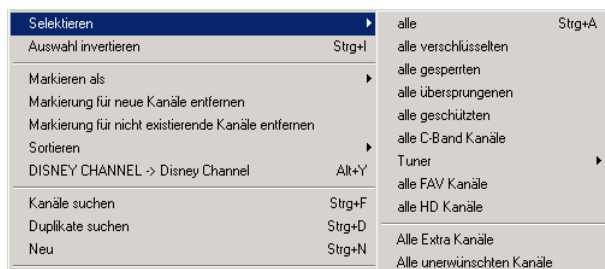 Selektieren
Auswahl invertieren Strg+I
Markieren als
Markierung für neue Kanäle entfernen
Markierung für nicht existierende Kanäle entfernen
Sortieren
DISNEY CHANNEL -> Disney Channel Alt+Y
Kanäle suchen Strg+F
Duplikate suchen Strg+D
Neu Strg+N
alle Strg+A
alle verschlüsselten
alle gesperrten
alle übersprungenen
alle geschützten
alle C-Band Kanäle
Tuner
alle FAV Kanäle
alle HD Kanäle
Alle Extra Kanäle
Alle unerwünschten Kanäle